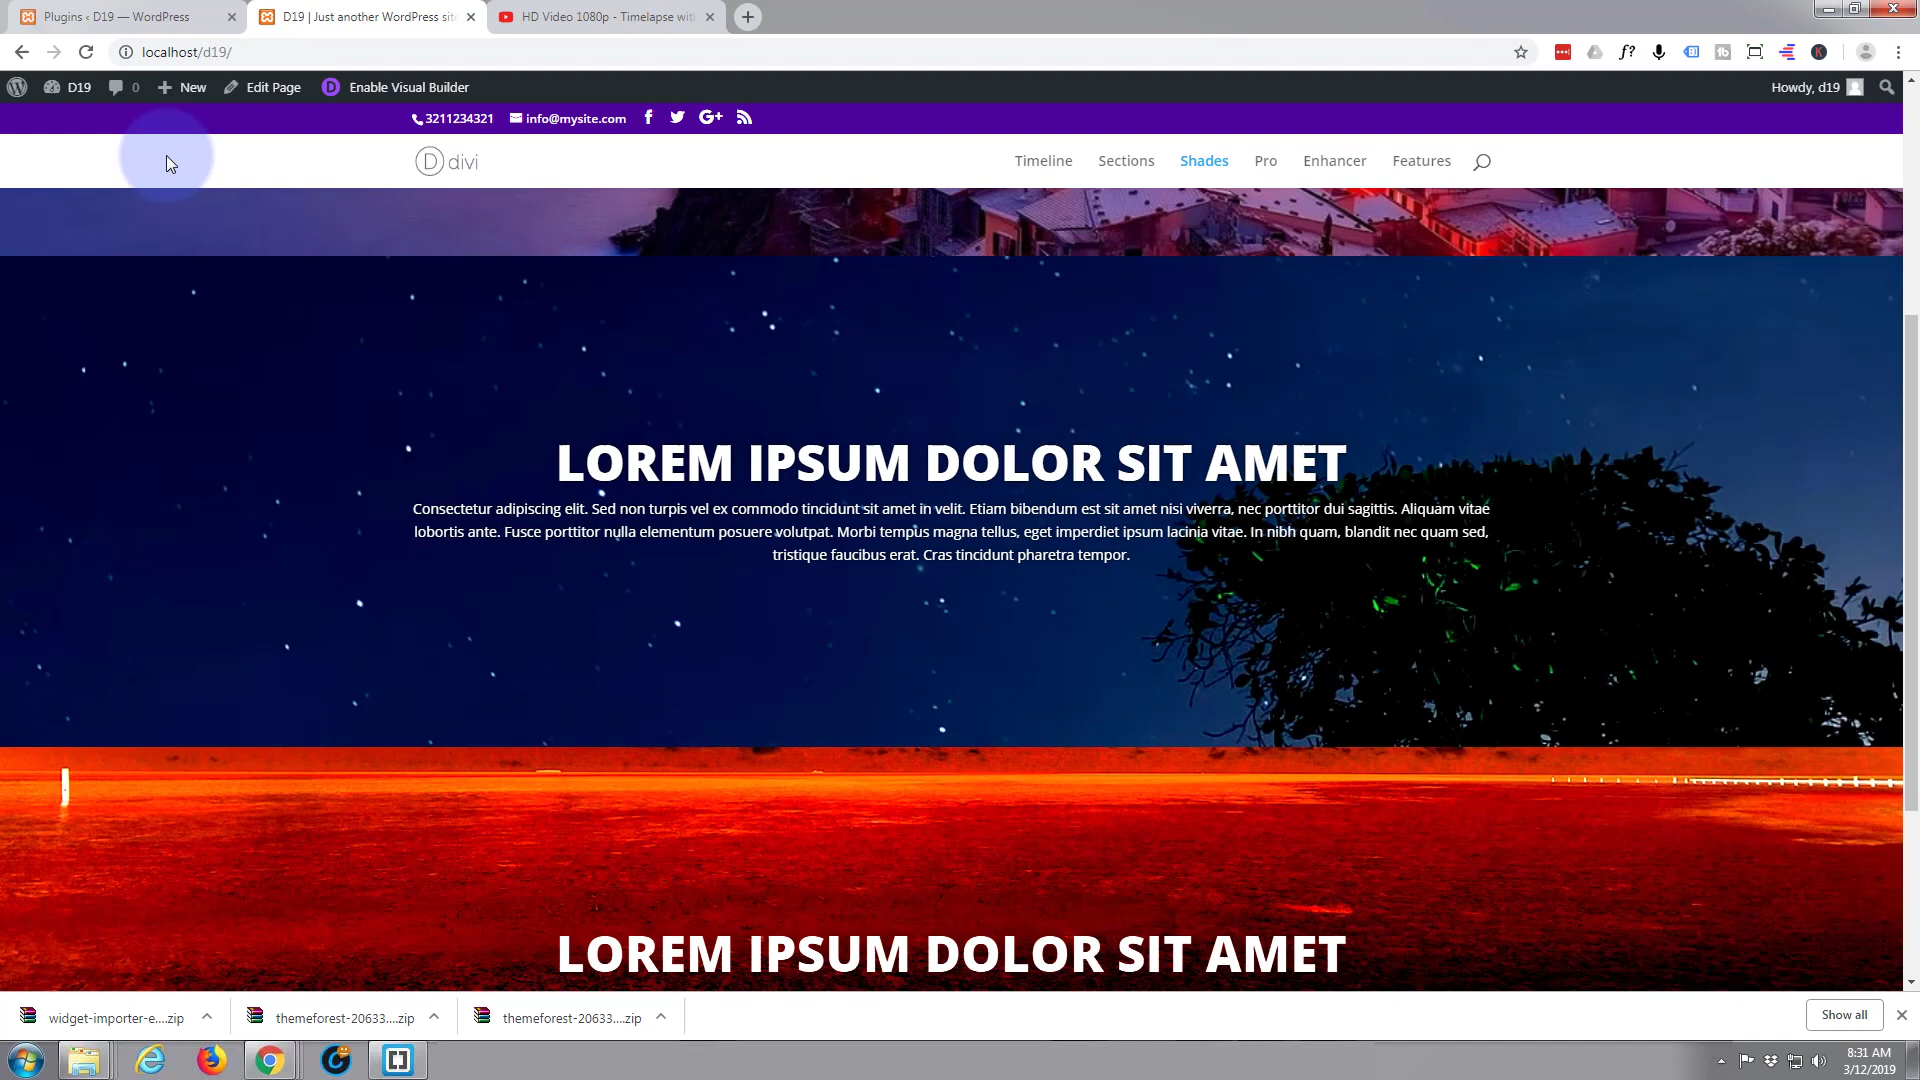 Plugins ‹ D19 — WordPress
D19 | Just another WordPress site
HD Video 1080p - Timelapse with
localhost/d19/
D19
0
New
Edit Page
Enable Visual Builder
Howdy, d19
3211234321
info@mysite.com
divi
Timeline
Sections
Shades
Pro
Enhancer
Features
LOREM IPSUM DOLOR SIT AMET
Consectetur adipiscing elit. Sed non turpis vel ex commodo tincidunt sit amet in velit. Etiam bibendum est sit amet nisi viverra, nec porttitor dui sagittis. Aliquam vitae
lobortis ante. Fusce porttitor nulla elementum posuere volutpat. Morbi tempus magna tellus, eget imperdiet ipsum lacinia vitae. In nibh quam, blandit nec quam sed,
tristique faucibus erat. Cras tincidunt pharetra tempor.
LOREM IPSUM DOLOR SIT AMET
widget-importer-e....zip
themeforest-20633....zip
themeforest-20633....zip
Show all
8:31 AM
3/12/2019